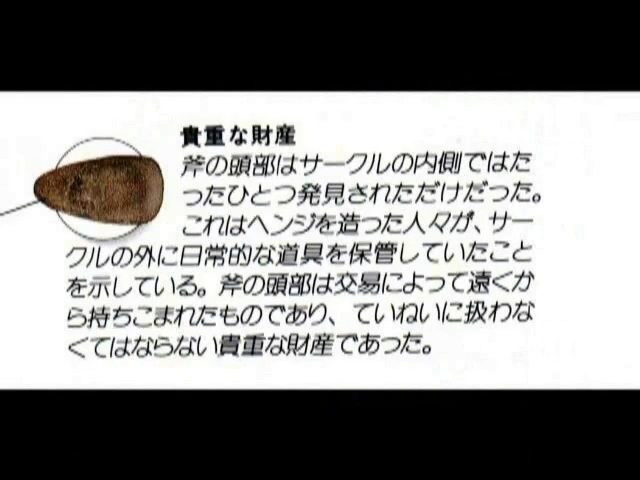 貴重な財産
斧の頭部はサークルの内側ではた
ったひとつ発見されただけだった。
これはヘンジを造った人々が、サー
クルの外に日常的な道具を保管していたこと
を示している。斧の頭部は交易によって遠くか
ら持ちこまれたものであり、ていねいに扱わな
くてはならない貴重な財産であった。